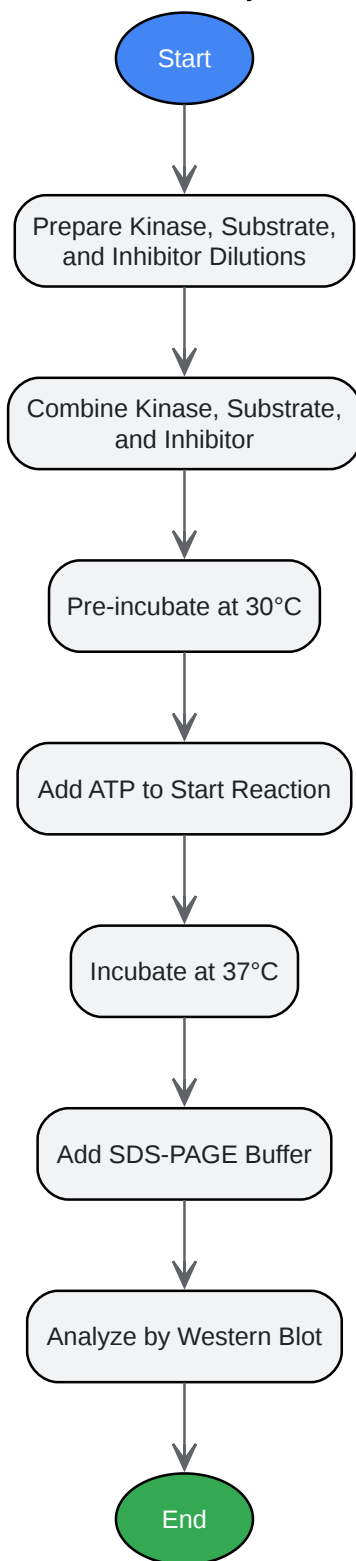 Start
Prepare Kinase, Substrate,
and Inhibitor Dilutions
Combine Kinase, Substrate,
and Inhibitor
Pre-incubate at 30°C
Add ATP to Start Reaction
Incubate at 37°C
Add SDS-PAGE Buffer
Analyze by Western Blot
End